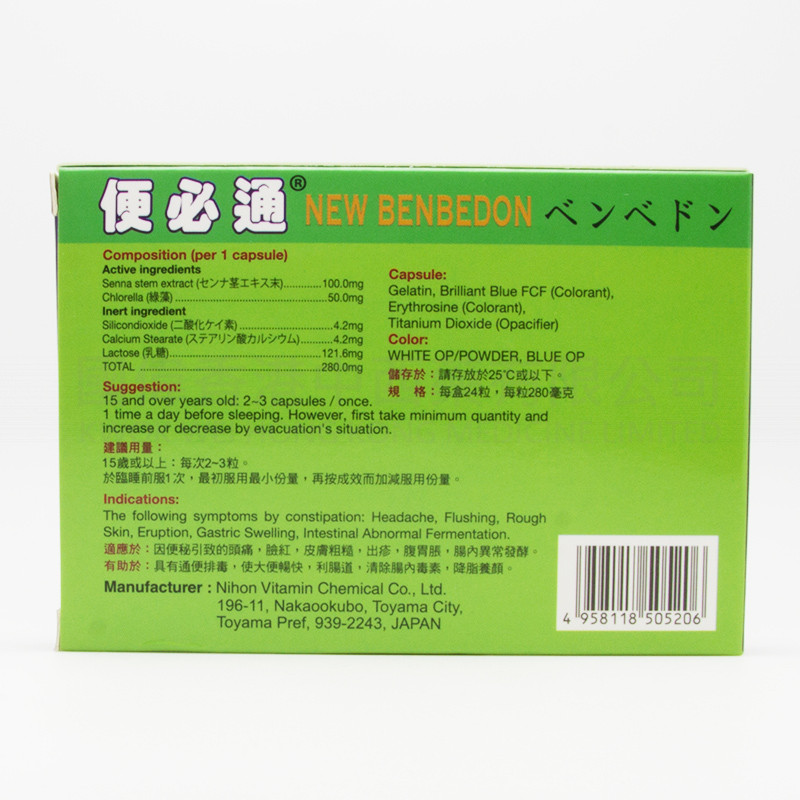 便必通® NEW BENBEDON ベンベドン
Composition (per 1 capsule)
Active ingredients
Senna stem extract (センナ茎エキス末).............100.0mg
Chlorella (綠藻) ..........................................50.0mg
Inert ingredient
Silicondioxide (二酸化ケイ素) .........................4.2mg
Calcium Stearate (ステアリン酸カルシウム)..........4.2mg
Lactose (乳糖)..........................................121.6mg
TOTAL ..................................................280.0mg
Suggestion:
15 and over years old: 2~3 capsules / once.
1 time a day before sleeping. However, first take minimum quantity and
increase or decrease by evacuation's situation.
建議用量：
15歲或以上：每次2~3粒。
於臨睡前服1次，最初服用最小份量，再按成效而加減服用份量。
Indications:
The following symptoms by constipation: Headache, Flushing, Rough
Skin, Eruption, Gastric Swelling, Intestinal Abnormal Fermentation.
適應於：因便秘引致的頭痛，臉紅，皮膚粗糙，出疹，腹胃脹，腸內異常發酵。
有助於：具有通便排毒，使大便暢快，利腸道，清除腸內毒素，降脂養顏。
Manufacturer : Nihon Vitamin Chemical Co., Ltd.
196-11, Nakaookubo, Toyama City,
Toyama Pref, 939-2243, JAPAN
Capsule:
Gelatin, Brilliant Blue FCF (Colorant),
Erythrosine (Colorant),
Titanium Dioxide (Opacifier)
Color:
WHITE OP/POWDER, BLUE OP
儲存於：請存放於25°C或以下。
規　格：每盒24粒，每粒280毫克
4 958118 505206